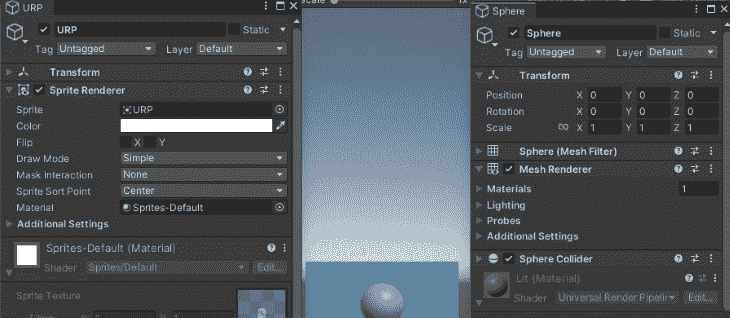 URP
URP
Static
Tag Untagged Layer Default
Transform
Sprite Renderer
Sprite URP
Color
Flip X Y
Draw Mode Simple
Mask Interaction None
Sprite Sort Point Center
Material Sprites-Default
Additional Settings
Sprites-Default (Material)
Shader Sprites/Default Edit...
Sprite Texture
Scale 1x
Sphere
Sphere
Static
Tag Untagged Layer Default
Transform
Position X 0 Y 0 Z 0
Rotation X 0 Y 0 Z 0
Scale X 1 Y 1 Z 1
Sphere (Mesh Filter)
Mesh Renderer
Materials 1
Lighting
Probes
Additional Settings
Sphere Collider
Lit (Material)
Shader Universal Render Pipelin Edit...